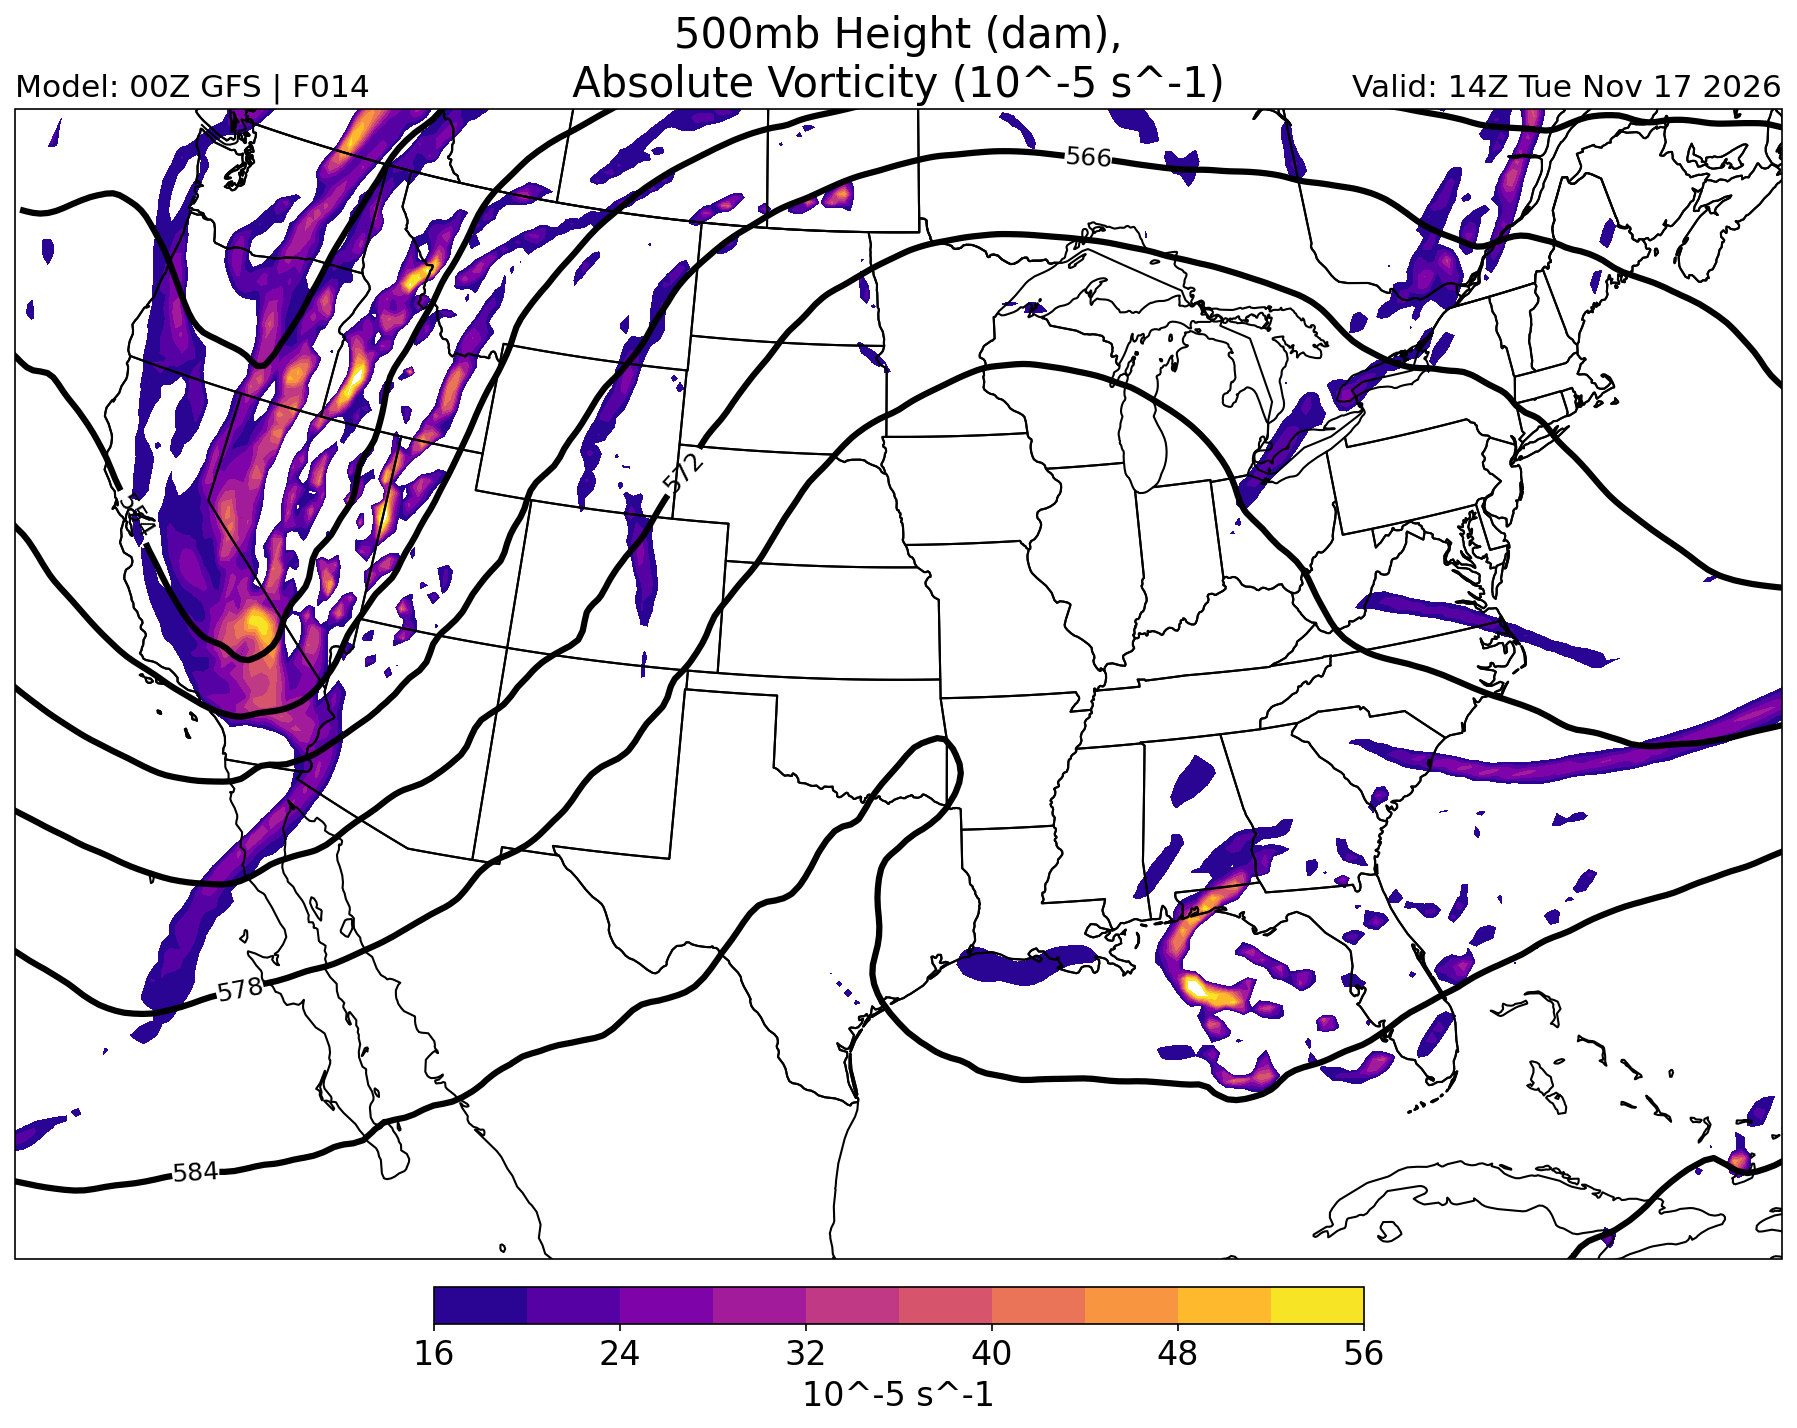 500mb Height (dam),
Model: 00Z GFS | F014
Absolute Vorticity (10^-5 s^-1)
Valid: 14Z Tue Nov 17 2026
566
572
578
584
16 24 32 40 48 56
10^-5 s^-1